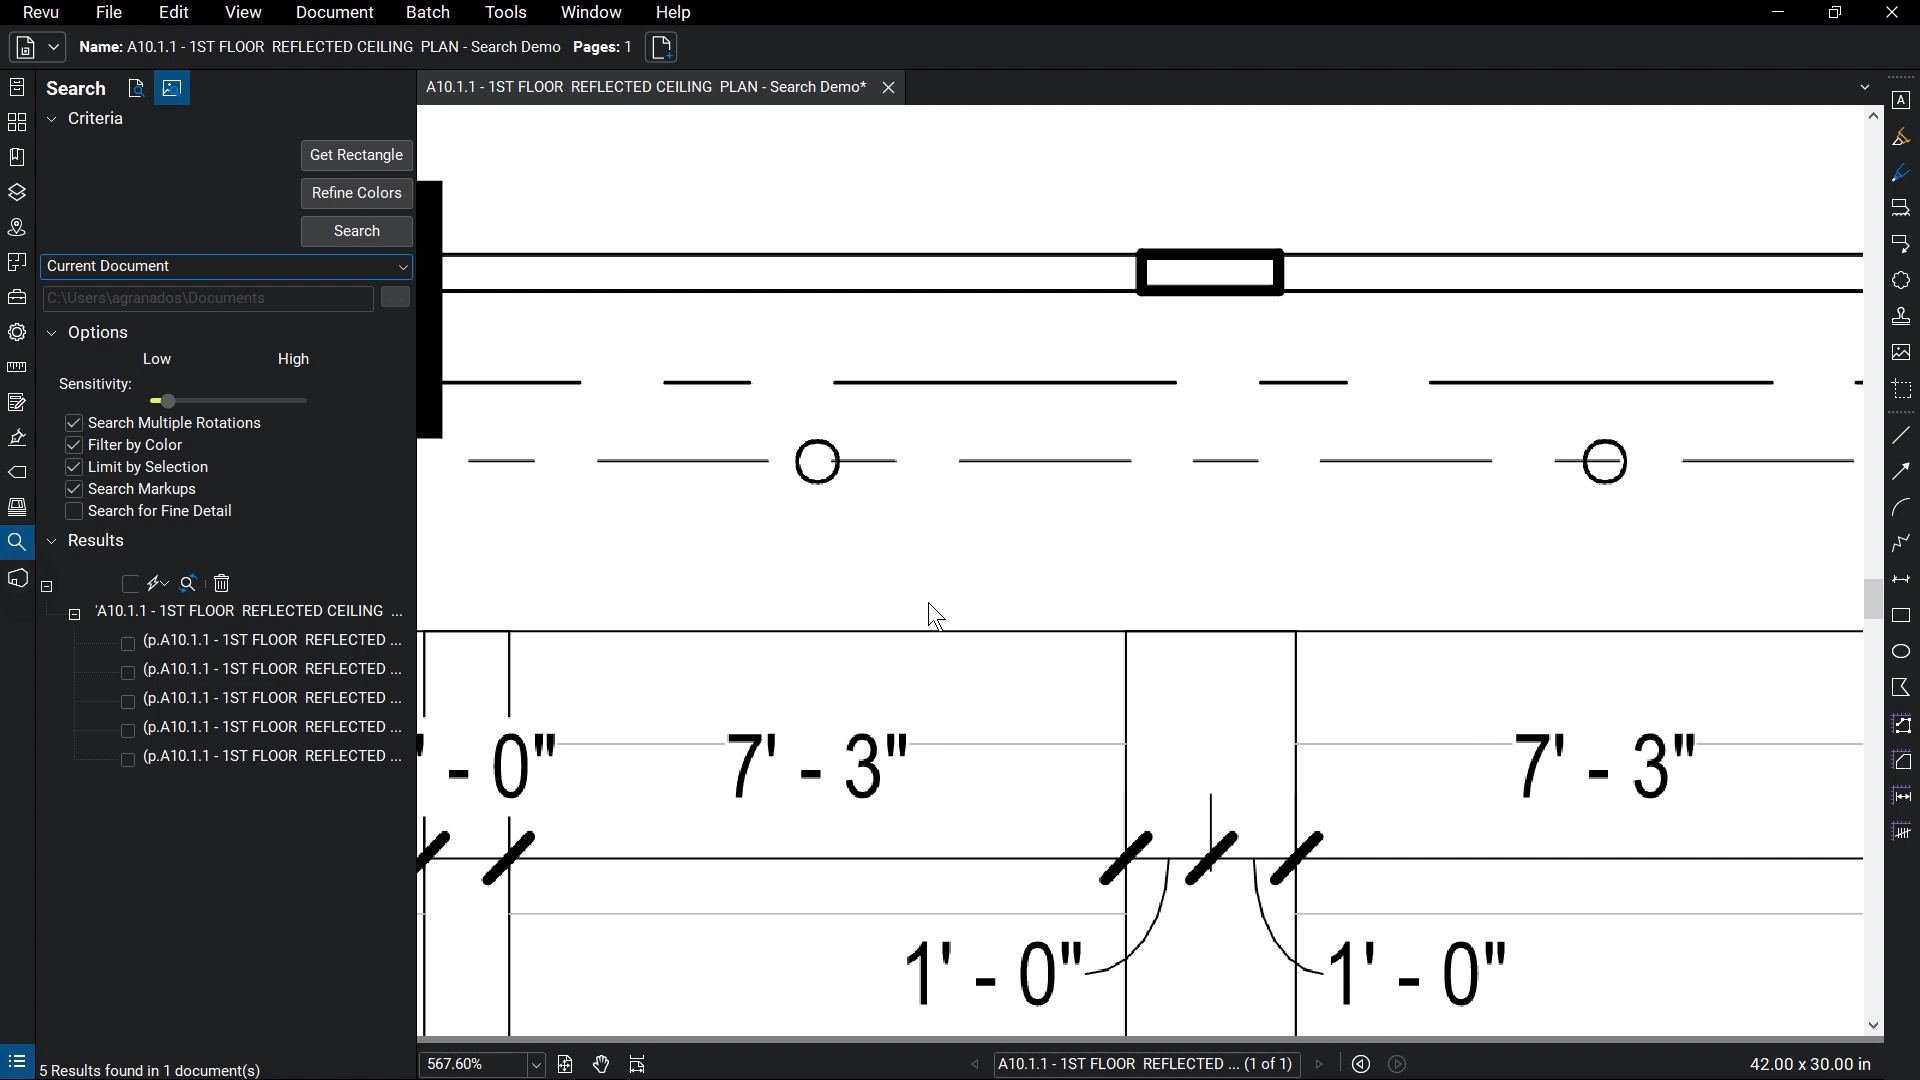 Revu File Edit View Document Batch Tools Window Help
Name: A10.1.1 - 1ST FLOOR REFLECTED CEILING PLAN - Search Demo Pages: 1
Search
A10.1.1 - 1ST FLOOR REFLECTED CEILING PLAN - Search Demo*
Criteria
Get Rectangle
Refine Colors
Search
Current Document
C:\Users\agranados\Documents
Options
Low High
Sensitivity:
Search Multiple Rotations
Filter by Color
Limit by Selection
Search Markups
Search for Fine Detail
Results
'A10.1.1 - 1ST FLOOR REFLECTED CEILING ...
(p.A10.1.1 - 1ST FLOOR REFLECTED ...
(p.A10.1.1 - 1ST FLOOR REFLECTED ...
(p.A10.1.1 - 1ST FLOOR REFLECTED ...
(p.A10.1.1 - 1ST FLOOR REFLECTED ...
(p.A10.1.1 - 1ST FLOOR REFLECTED ...
' - 0" 7' - 3" 7' - 3"
1' - 0" 1' - 0"
5 Results found in 1 document(s)
567.60%
A10.1.1 - 1ST FLOOR REFLECTED ... (1 of 1)
42.00 x 30.00 in